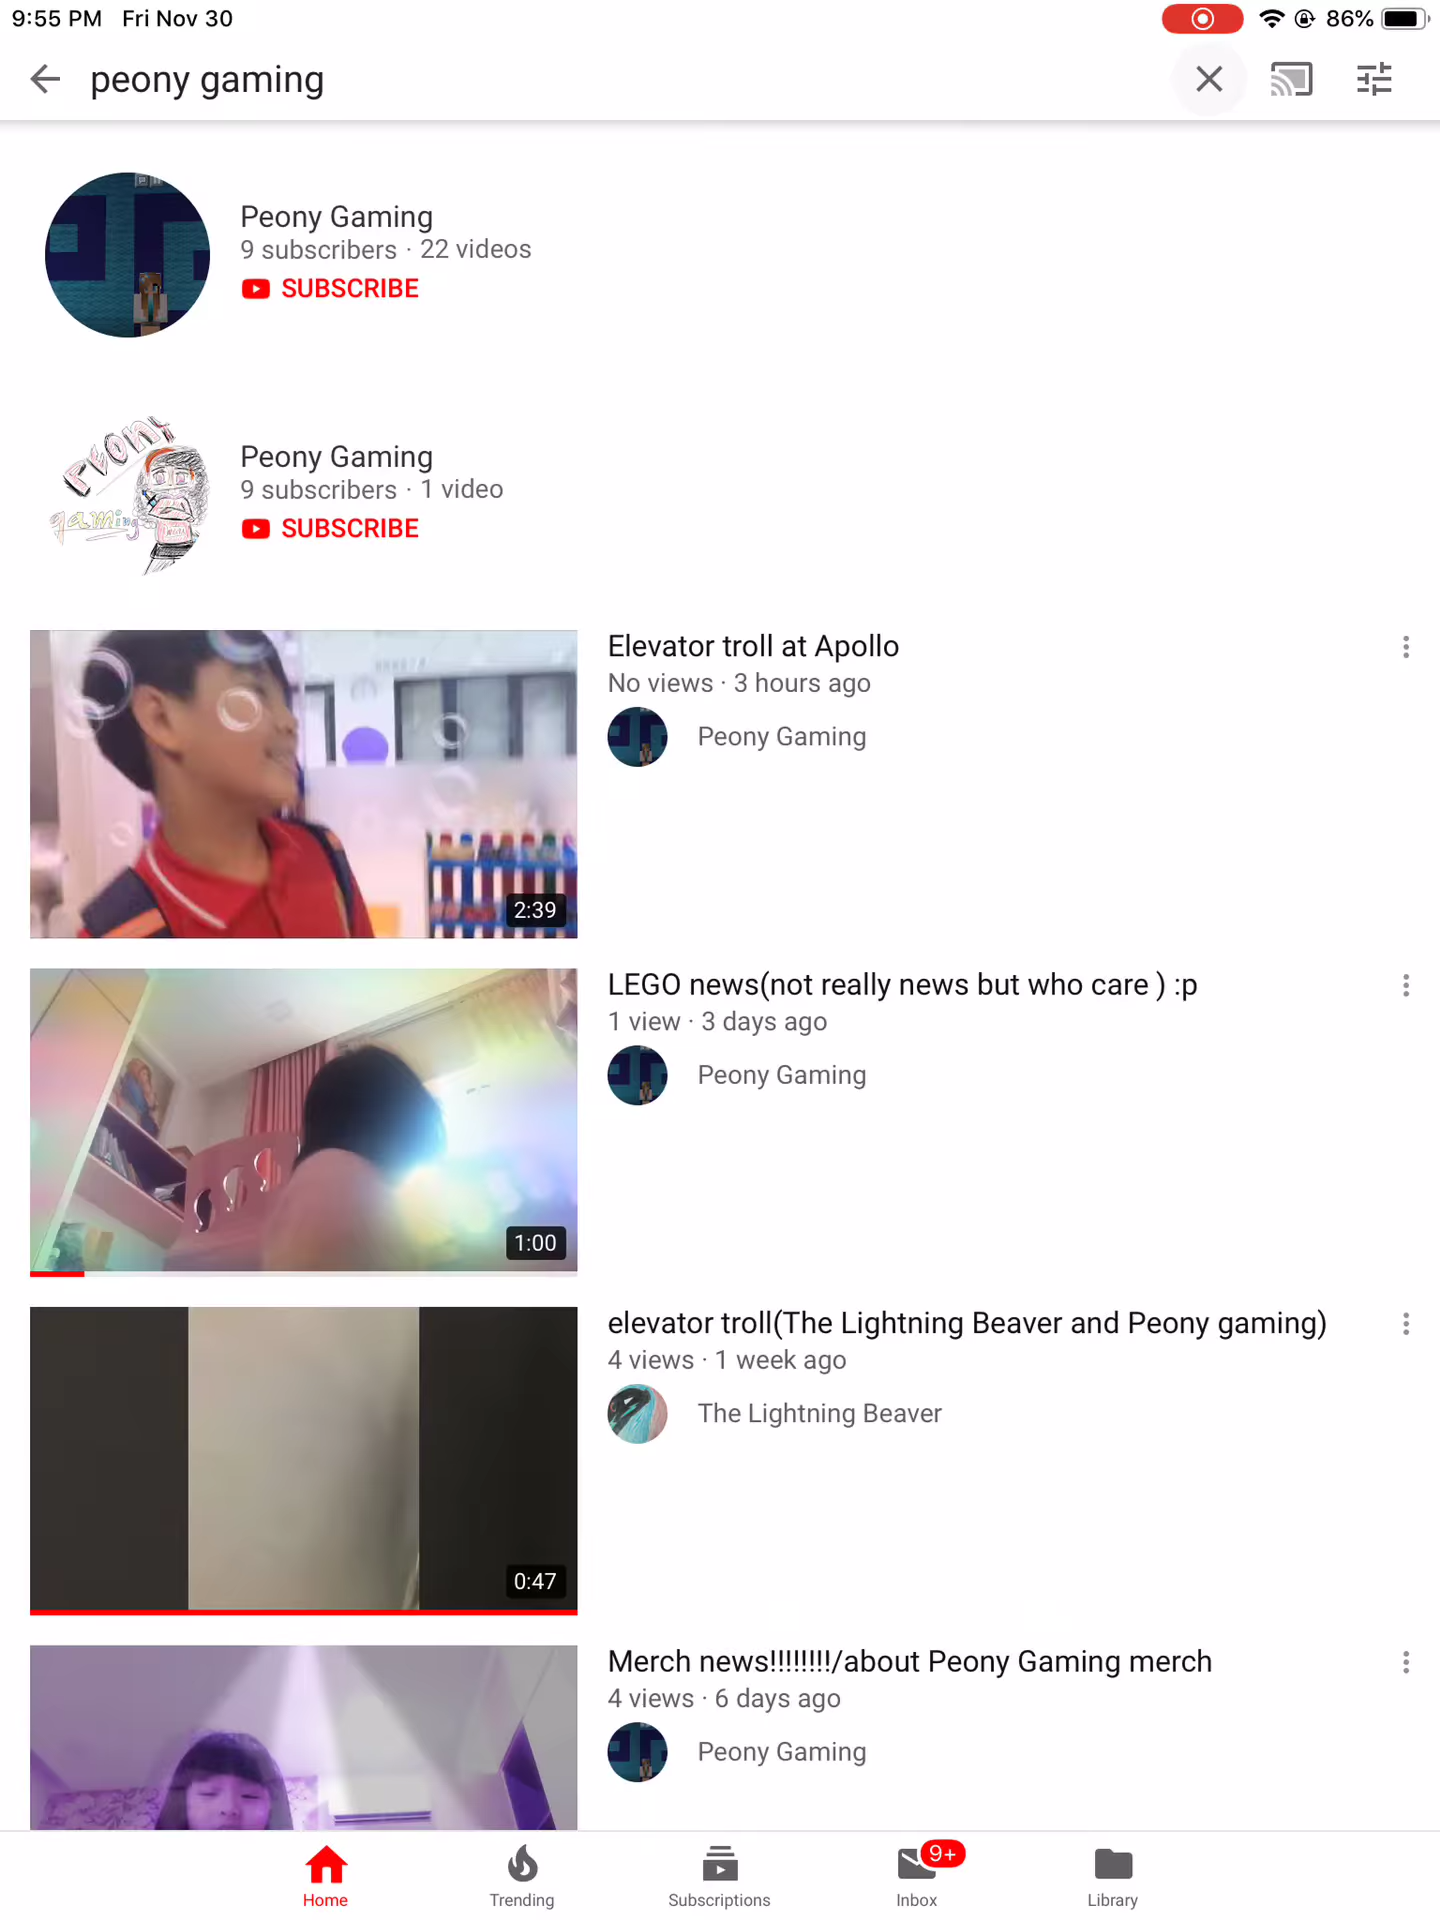 9:55 PM Fri Nov 30
86%
peony gaming
Peony Gaming
9 subscribers · 22 videos
SUBSCRIBE
PEONY
gaming
Peony Gaming
9 subscribers · 1 video
SUBSCRIBE
Elevator troll at Apollo
No views · 3 hours ago
Peony Gaming
2:39
LEGO news(not really news but who care ) :p
1 view · 3 days ago
Peony Gaming
1:00
elevator troll(The Lightning Beaver and Peony gaming)
4 views · 1 week ago
The Lightning Beaver
0:47
Merch news!!!!!!!!/about Peony Gaming merch
4 views · 6 days ago
Peony Gaming
Home
Trending
Subscriptions
9+
Inbox
Library